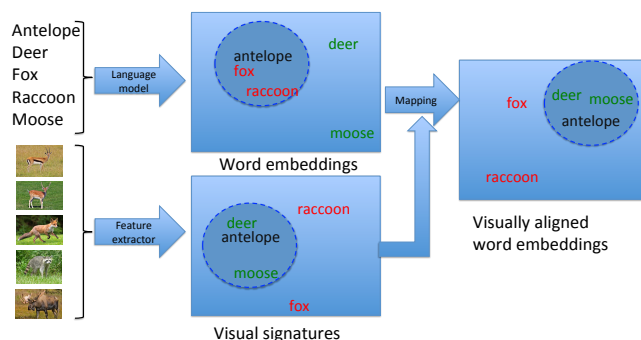 Antelope
Deer
Fox
Raccoon
Moose
Language
model
antelope
fox
raccoon
deer
moose
Word embeddings
Mapping
fox
deer
moose
antelope
raccoon
Visually aligned
word embeddings
Feature
extractor
deer
antelope
moose
raccoon
fox
Visual signatures